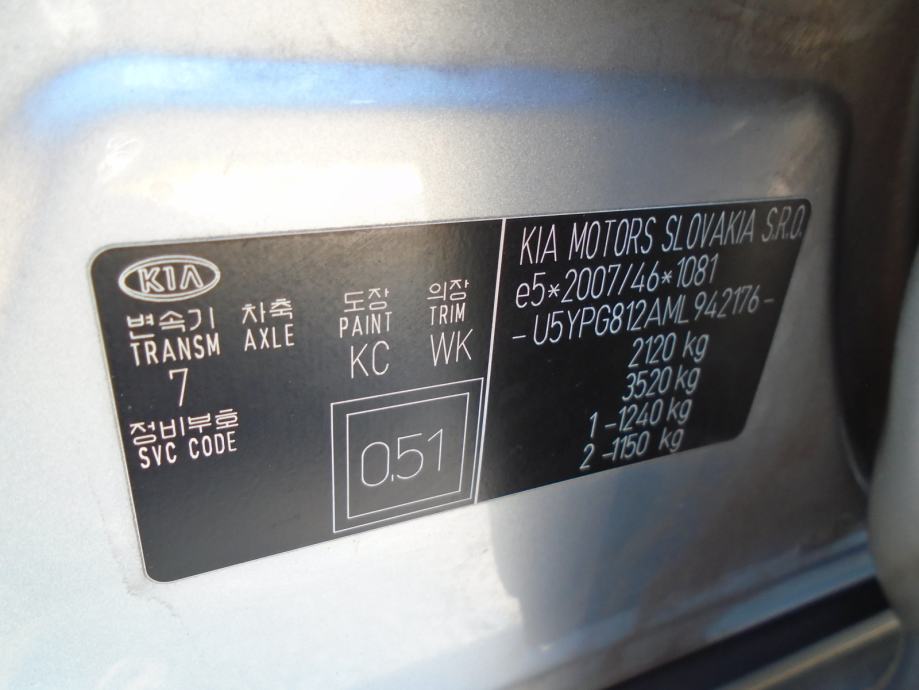 KIA
변속기 차축 도장 의장
TRANSM AXLE PAINT TRIM
7 KC WK
정비부호
SVC CODE
0.51
KIA MOTORS SLOVAKIA S.R.O.
e5*2007/46*1081
-U5YPG812AML942176-
2120 kg
3520 kg
1-1240 kg
2-1150 kg